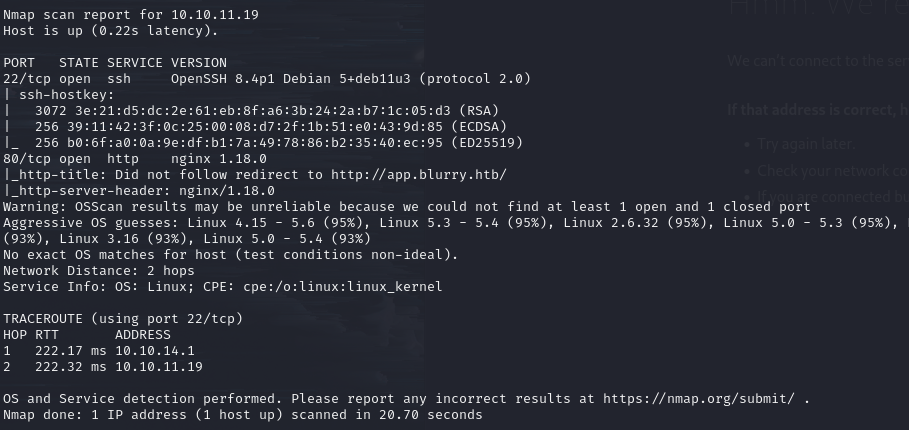 Nmap scan report for 10.10.11.19
Host is up (0.22s latency).
PORT STATE SERVICE VERSION
22/tcp open ssh OpenSSH 8.4p1 Debian 5+deb11u3 (protocol 2.0)
| ssh-hostkey:
| 3072 3e:21:d5:dc:2e:61:eb:8f:a6:3b:24:2a:b7:1c:05:d3 (RSA)
| 256 39:11:42:3f:0c:25:00:08:d7:2f:1b:51:e0:43:9d:85 (ECDSA)
|_ 256 b0:6f:a0:0a:9e:df:b1:7a:49:78:86:b2:35:40:ec:95 (ED25519)
80/tcp open http nginx 1.18.0
|_http-title: Did not follow redirect to http://app.blurry.htb/
|_http-server-header: nginx/1.18.0
Warning: OSScan results may be unreliable because we could not find at least 1 open and 1 closed port
Aggressive OS guesses: Linux 4.15 - 5.6 (95%), Linux 5.3 - 5.4 (95%), Linux 2.6.32 (95%), Linux 5.0 - 5.3 (95%),
(93%), Linux 3.16 (93%), Linux 5.0 - 5.4 (93%)
No exact OS matches for host (test conditions non-ideal).
Network Distance: 2 hops
Service Info: OS: Linux; CPE: cpe:/o:linux:linux_kernel
TRACEROUTE (using port 22/tcp)
HOP RTT ADDRESS
1 222.17 ms 10.10.14.1
2 222.32 ms 10.10.11.19
OS and Service detection performed. Please report any incorrect results at https://nmap.org/submit/ .
Nmap done: 1 IP address (1 host up) scanned in 20.70 seconds
Hmm. We're
We can't connect to the ser
If that address is correct, h
• Try again later.
• Check your network co
• If you are connected bu